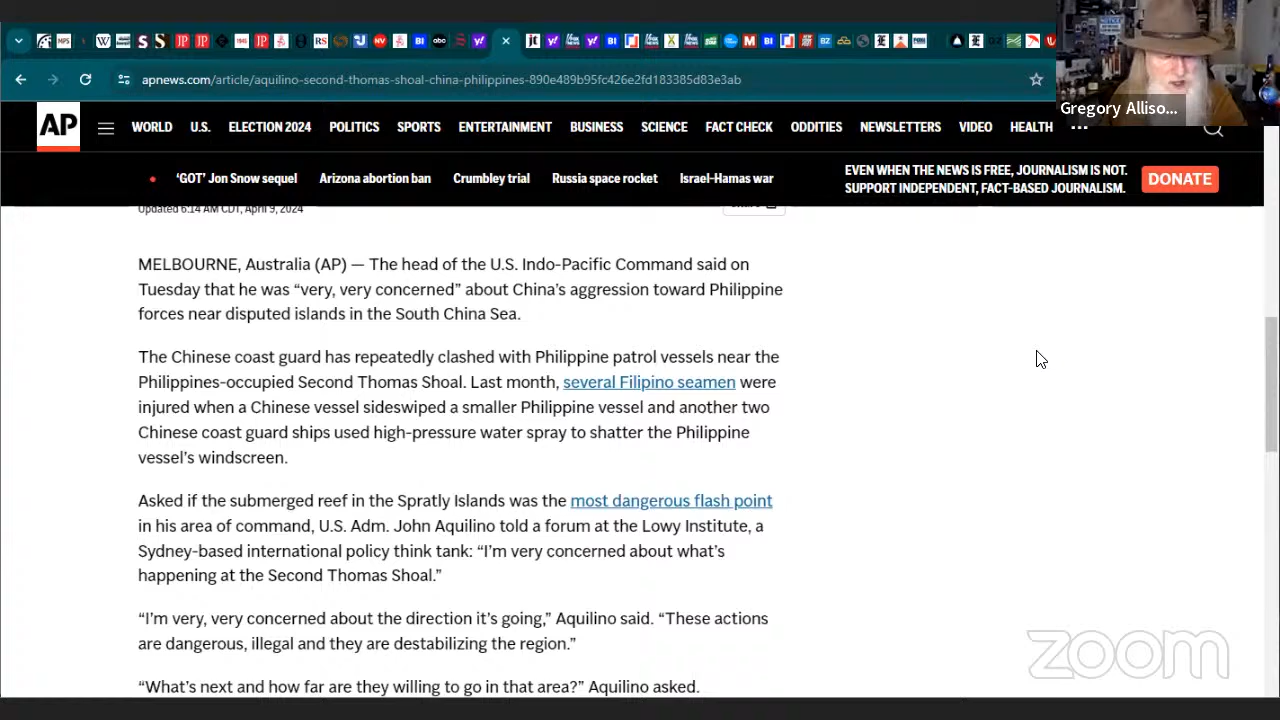 apnews.com/article/aquilino-second-thomas-shoal-china-philippines-890e489b95fc426e2fd183385d83e3ab
Gregory Alliso...
AP
WORLD U.S. ELECTION 2024 POLITICS SPORTS ENTERTAINMENT BUSINESS SCIENCE FACT CHECK ODDITIES NEWSLETTERS VIDEO HEALTH ...
‘GOT’ Jon Snow sequel Arizona abortion ban Crumbley trial Russia space rocket Israel-Hamas war
EVEN WHEN THE NEWS IS FREE, JOURNALISM IS NOT.
SUPPORT INDEPENDENT, FACT-BASED JOURNALISM.
DONATE
Updated 6:14 AM CDT, April 9, 2024
MELBOURNE, Australia (AP) — The head of the U.S. Indo-Pacific Command said on
Tuesday that he was “very, very concerned” about China’s aggression toward Philippine
forces near disputed islands in the South China Sea.
The Chinese coast guard has repeatedly clashed with Philippine patrol vessels near the
Philippines-occupied Second Thomas Shoal. Last month, several Filipino seamen were
injured when a Chinese vessel sideswiped a smaller Philippine vessel and another two
Chinese coast guard ships used high-pressure water spray to shatter the Philippine
vessel’s windscreen.
Asked if the submerged reef in the Spratly Islands was the most dangerous flash point
in his area of command, U.S. Adm. John Aquilino told a forum at the Lowy Institute, a
Sydney-based international policy think tank: “I’m very concerned about what’s
happening at the Second Thomas Shoal.”
“I’m very, very concerned about the direction it’s going,” Aquilino said. “These actions
are dangerous, illegal and they are destabilizing the region.”
“What’s next and how far are they willing to go in that area?” Aquilino asked.
zoom